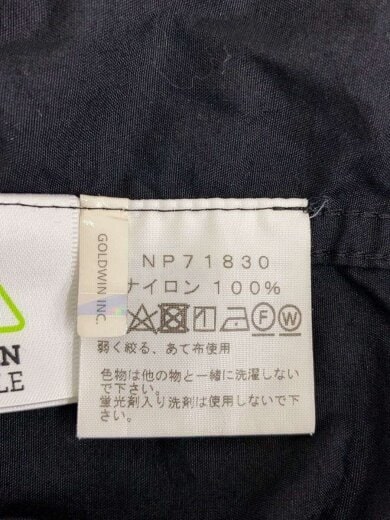 GOLDWIN INC.
NP71830
ナイロン 100%
F W
弱く絞る、あて布使用
色物は他の物と一緒に洗濯しない
で下さい。
蛍光剤入り洗剤は使用しないで下
さい。